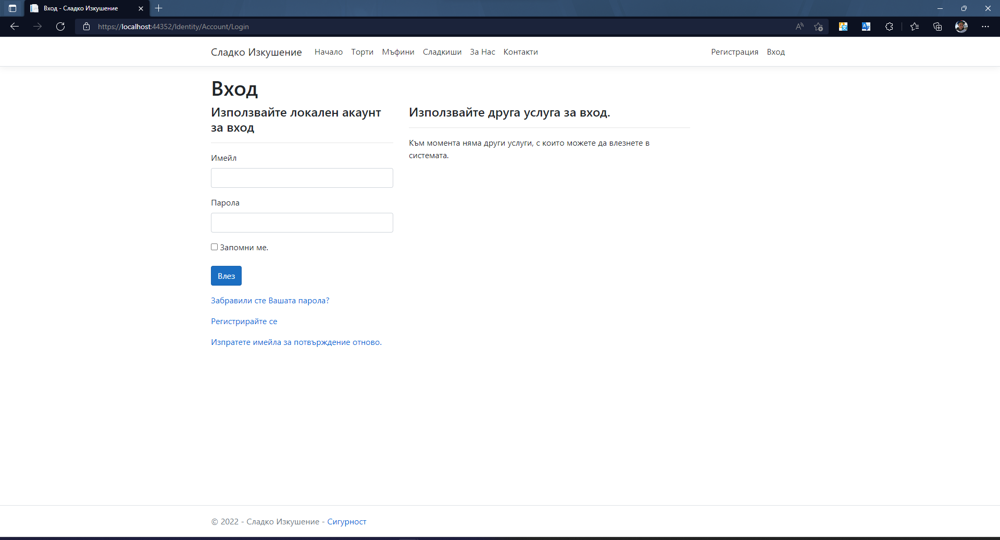 Вход - Сладко Изкушение
https://localhost:44352/Identity/Account/Login
Сладко Изкушение Начало Торти Мъфини Сладкиши За Нас Контакти Регистрация Вход
Вход
Използвайте локален акаунт
за вход
Имейл
Парола
Запомни ме.
Влез
Забравили сте Вашата парола?
Регистрирайте се
Изпратете имейла за потвърждение отново.
Използвайте друга услуга за вход.
Към момента няма други услуги, с които можете да влезнете в
системата.
© 2022 - Сладко Изкушение - Сигурност